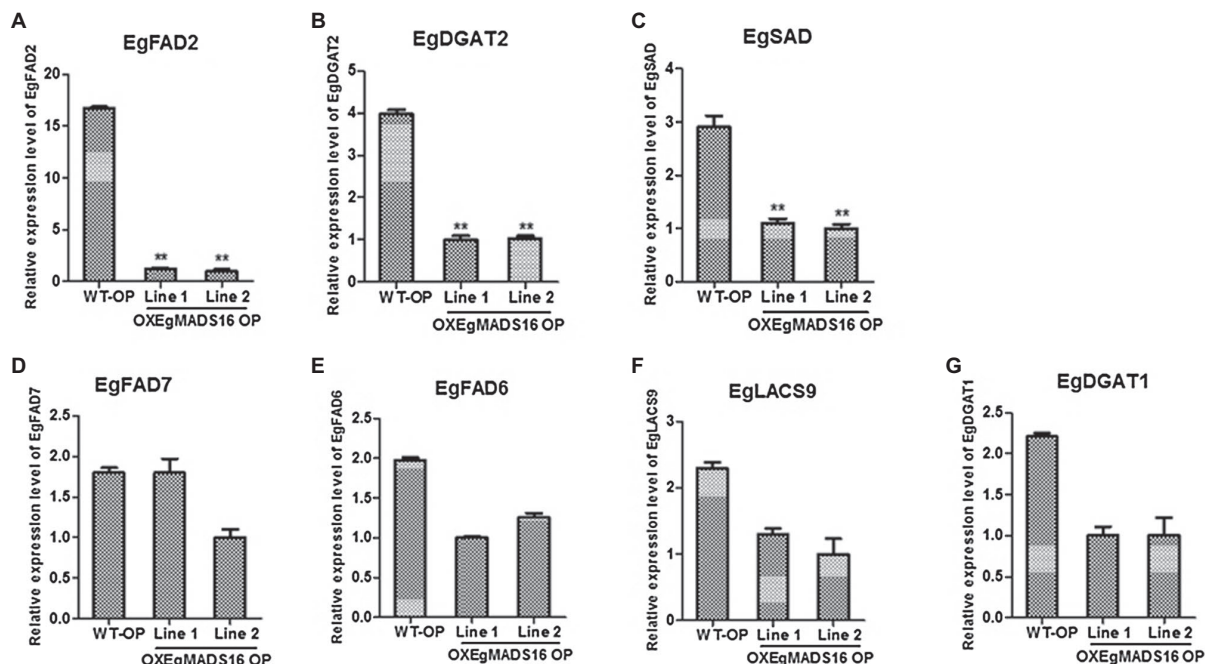 A
EgFAD2
Relative expression level of EgFAD2
20
15
10
5
0
**
**
WT-OP Line 1 Line 2
OXEgMADS16 OP
B
EgDGAT2
Relative expression level of EgDGAT2
5
4
3
2
1
0
**
**
WT-OP Line 1 Line 2
OXEgMADS16 OP
C
EgSAD
Relative expression level of EgSAD
4
3
2
1
0
**
**
WT-OP Line 1 Line 2
OXEgMADS16 OP
D
EgFAD7
Relative expression level of EgFAD7
2.5
2.0
1.5
1.0
0.5
0.0
WT-OP Line 1 Line 2
OXEgMADS16 OP
E
EgFAD6
Relative expression level of EgFAD6
2.5
2.0
1.5
1.0
0.5
0.0
WT-OP Line 1 Line 2
OXEgMADS16 OP
F
EgLACS9
Relative expression level of EgLACS9
3
2
1
0
WT-OP Line 1 Line 2
OXEgMADS16 OP
G
EgDGAT1
Relative expression level of EgDGAT1
2.5
2.0
1.5
1.0
0.5
0.0
WT-OP Line 1 Line 2
OXEgMADS16 OP